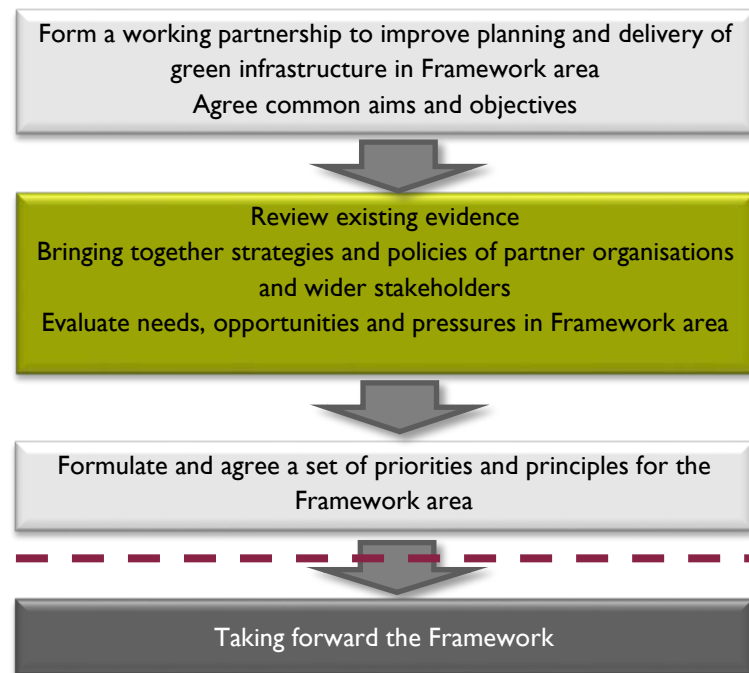 Form a working partnership to improve planning and delivery of
green infrastructure in Framework area
Agree common aims and objectives
Review existing evidence
Bringing together strategies and policies of partner organisations
and wider stakeholders
Evaluate needs, opportunities and pressures in Framework area
Formulate and agree a set of priorities and principles for the
Framework area
Taking forward the Framework